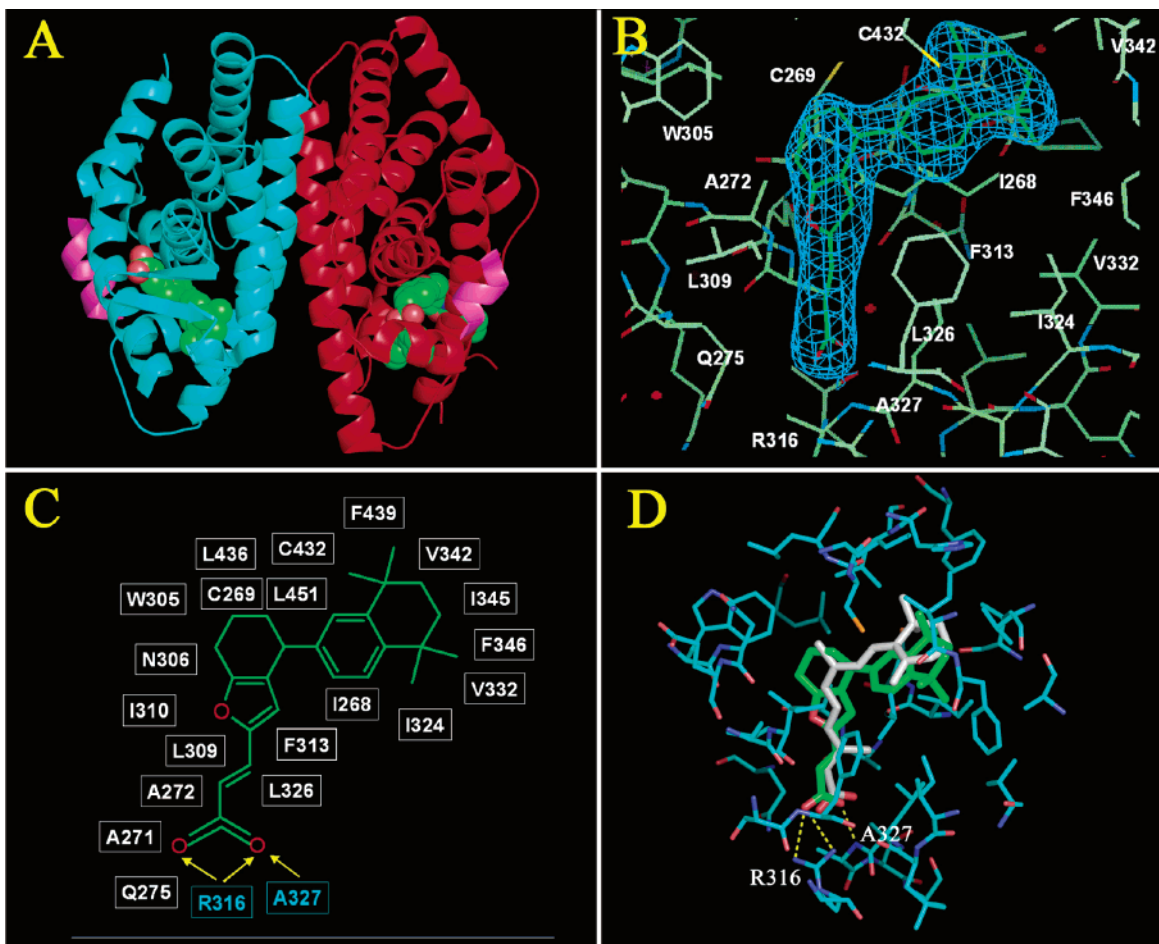 A
B
C432
V342
C269
W305
A272
I268
F346
F313
L309
V332
I324
L326
Q275
A327
R316
C
F439
L436
C432
V342
W305
C269
L451
I345
N306
F346
I310
I268
V332
L309
F313
I324
A272
L326
A271
O
O
O
Q275
R316
A327
D
A327
R316